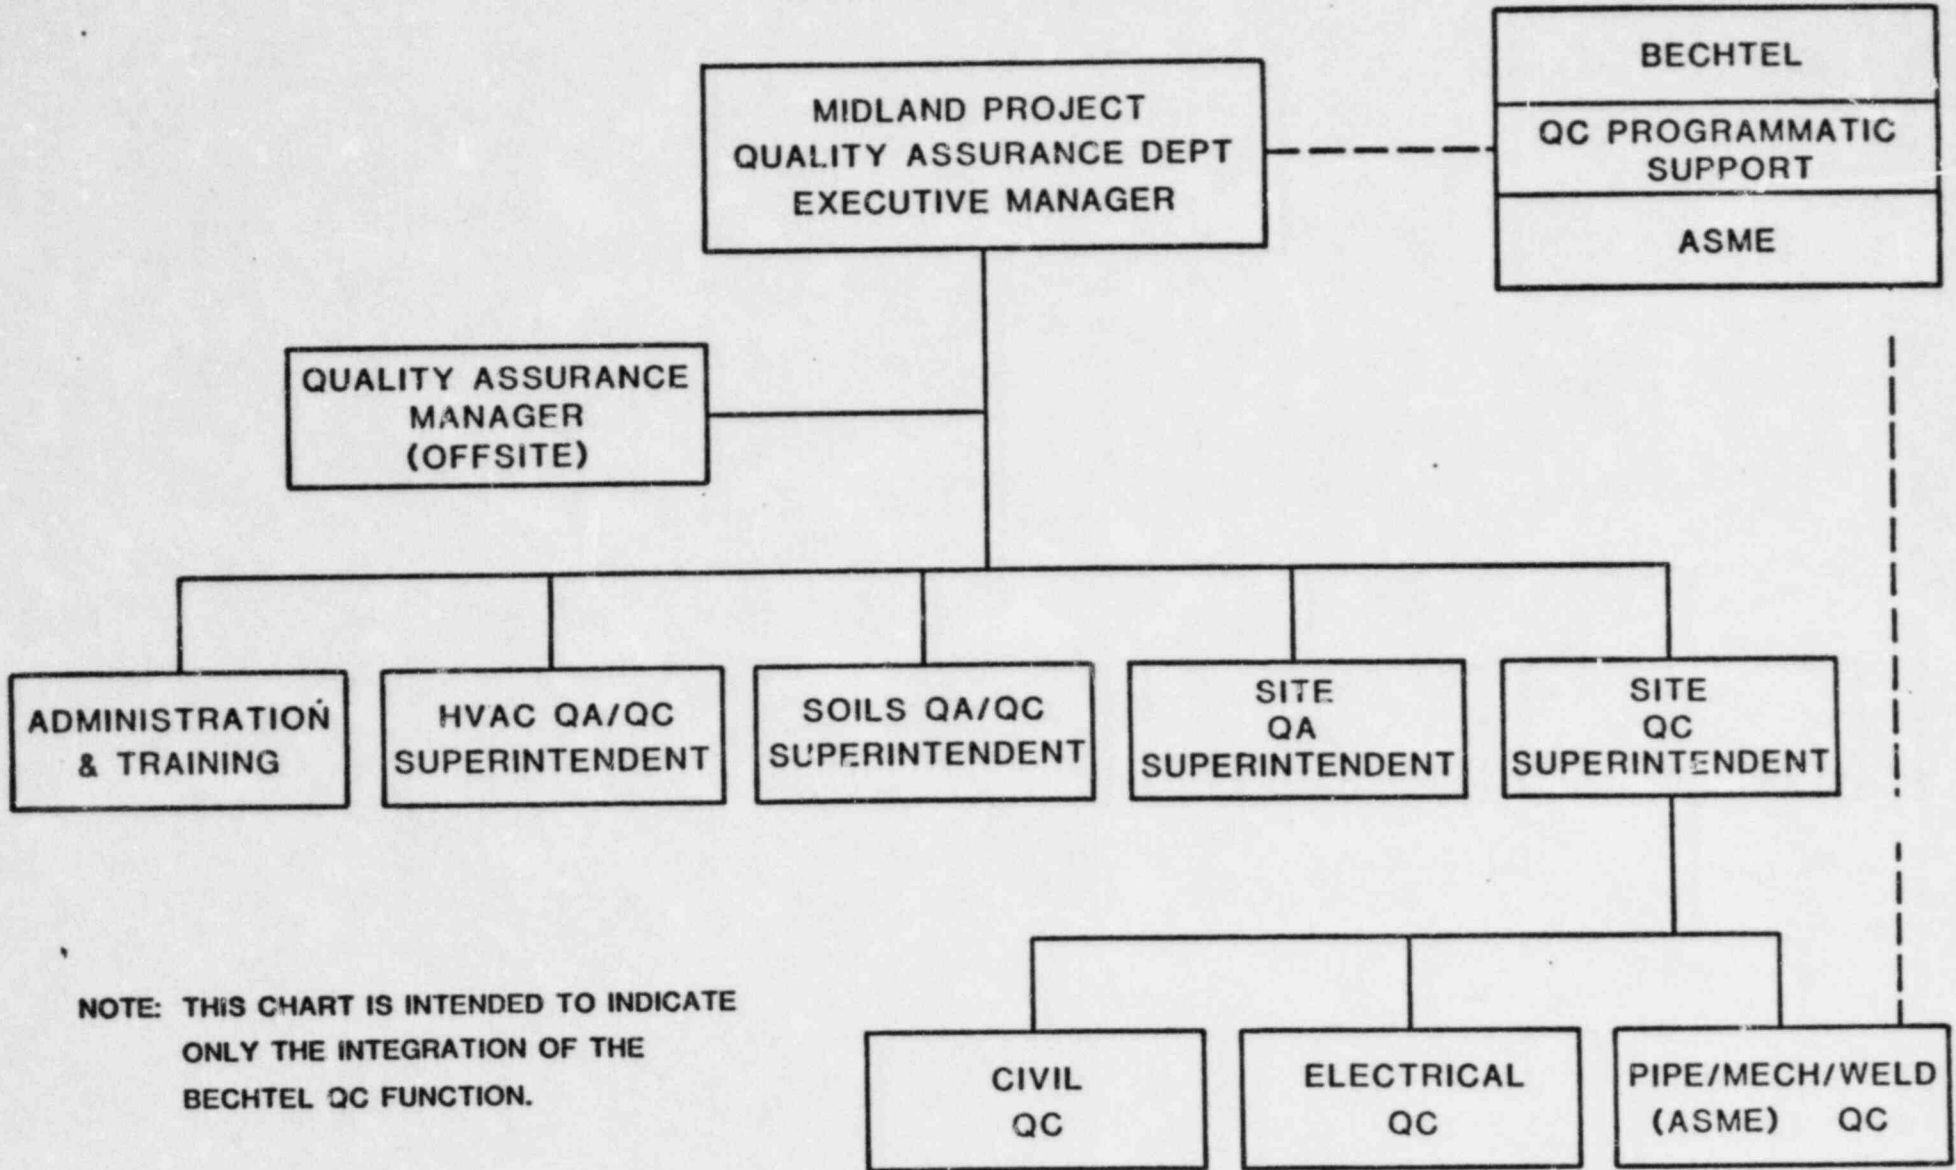 BECHTEL
QC PROGRAMMATIC
SUPPORT
ASME
MIDLAND PROJECT
QUALITY ASSURANCE DEPT
EXECUTIVE MANAGER
QUALITY ASSURANCE
MANAGER
(OFFSITE)
ADMINISTRATION
& TRAINING
HVAC QA/QC
SUPERINTENDENT
SOILS QA/QC
SUPERINTENDENT
SITE
QA
SUPERINTENDENT
SITE
QC
SUPERINTENDENT
NOTE: THIS CHART IS INTENDED TO INDICATE
ONLY THE INTEGRATION OF THE
BECHTEL QC FUNCTION.
CIVIL
QC
ELECTRICAL
QC
PIPE/MECH/WELD
(ASME) QC